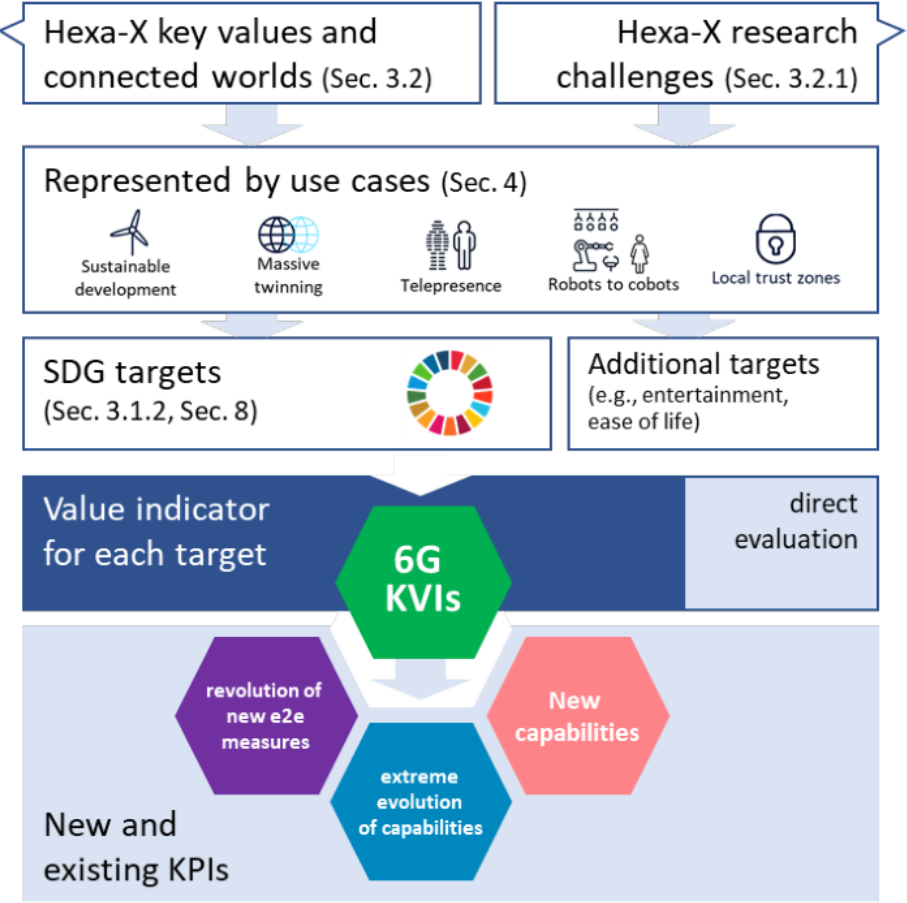 Hexa-X key values and
connected worlds (Sec. 3.2)
Hexa-X research
challenges (Sec. 3.2.1)
Represented by use cases (Sec. 4)
Sustainable
development
Massive
twinning
Telepresence
Robots to cobots
Local trust zones
SDG targets
(Sec. 3.1.2, Sec. 8)
Additional targets
(e.g., entertainment,
ease of life)
Value indicator
for each target
6G
KVIs
direct
evaluation
revolution of
new e2e
measures
New
capabilities
extreme
evolution
of capabilities
New and
existing KPIs